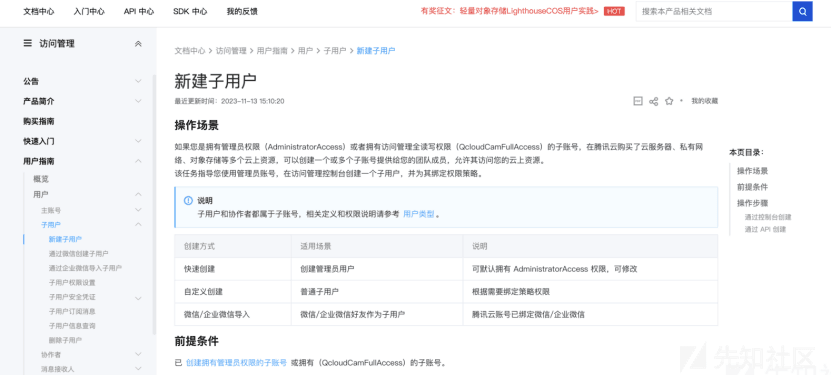 文档中心 入门中心 API 中心 SDK 中心 我的反馈
有奖征文：轻量对象存储LighthouseCOS用户实践> HOT
搜索本产品相关文档
访问管理
公告
产品简介
购买指南
快速入门
用户指南
概览
用户
主账号
子用户
新建子用户
通过微信创建子用户
通过企业微信导入子用户
子用户权限设置
子用户安全凭证
子用户订阅消息
子用户信息查询
删除子用户
协作者
消息接收人
文档中心 > 访问管理 > 用户指南 > 用户 > 子用户 > 新建子用户
新建子用户
最近更新时间：2023-11-13 15:10:20
我的收藏
操作场景
如果您是拥有管理员权限（AdministratorAccess）或者拥有访问管理全读写权限（QcloudCamFullAccess）的子账号，在腾讯云购买了云服务器、私有网
络、对象存储等多个云上资源，可以创建一个或多个子账号提供给您的团队成员，允许其访问您的云上资源。
该任务指导您使用管理员账号，在访问管理控制台创建一个子用户，并为其绑定权限策略。
说明
子用户和协作者都属于子账号，相关定义和权限说明请参考 用户类型 。
创建方式 适用场景 说明
快速创建 创建管理员用户 可默认拥有 AdministratorAccess 权限，可修改
自定义创建 普通子用户 根据需要绑定策略权限
微信/企业微信导入 微信/企业微信好友作为子用户 腾讯云账号已绑定微信/企业微信
前提条件
已 创建拥有管理员权限的子账号 或拥有（QcloudCamFullAccess）的子账号。
本页目录：
操作场景
前提条件
操作步骤
通过控制台创建
通过 API 创建
先知社区